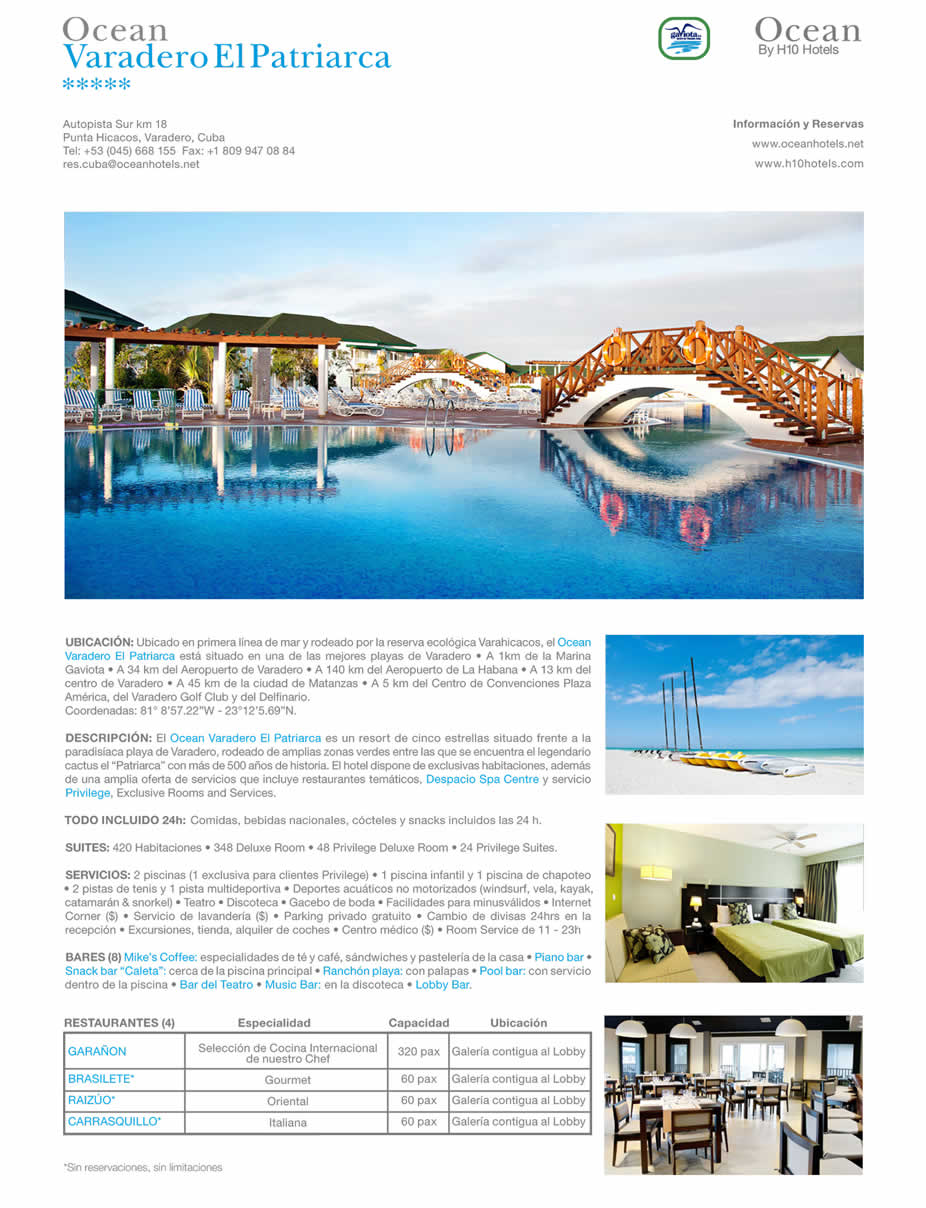 Ocean
Varadero El Patriarca
*****
gaviota
Ocean
By H10 Hotels
Autopista Sur km 18
Punta Hicacos, Varadero, Cuba
Tel: +53 (045) 668 155 Fax: +1 809 947 08 84
res.cuba@oceanhotels.net
Información y Reservas
www.oceanhotels.net
www.h10hotels.com
UBICACIÓN: Ubicado en primera línea de mar y rodeado por la reserva ecológica Varahicacos, el Ocean
Varadero El Patriarca está situado en una de las mejores playas de Varadero • A 1km de la Marina
Gaviota • A 34 km del Aeropuerto de Varadero • A 140 km del Aeropuerto de La Habana • A 13 km del
centro de Varadero • A 45 km de la ciudad de Matanzas • A 5 km del Centro de Convenciones Plaza
América, del Varadero Golf Club y del Delfinario.
Coordenadas: 81° 8'57.22”W - 23°12'5.69”N.
DESCRIPCIÓN: El Ocean Varadero El Patriarca es un resort de cinco estrellas situado frente a la
paradisíaca playa de Varadero, rodeado de amplias zonas verdes entre las que se encuentra el legendario
cactus el “Patriarca” con más de 500 años de historia. El hotel dispone de exclusivas habitaciones, además
de una amplia oferta de servicios que incluye restaurantes temáticos, Despacio Spa Centre y servicio
Privilege, Exclusive Rooms and Services.
TODO INCLUIDO 24h: Comidas, bebidas nacionales, cócteles y snacks incluidos las 24 h.
SUITES: 420 Habitaciones • 348 Deluxe Room • 48 Privilege Deluxe Room • 24 Privilege Suites.
SERVICIOS: 2 piscinas (1 exclusiva para clientes Privilege) • 1 piscina infantil y 1 piscina de chapoteo
• 2 pistas de tenis y 1 pista multideportiva • Deportes acuáticos no motorizados (windsurf, vela, kayak,
catamarán & snorkel) • Teatro • Discoteca • Gacebo de boda • Facilidades para minusválidos • Internet
Corner ($) • Servicio de lavandería ($) • Parking privado gratuito • Cambio de divisas 24hrs en la
recepción • Excursiones, tienda, alquiler de coches • Centro médico ($) • Room Service de 11 - 23h
BARES (8) Mike's Coffee: especialidades de té y café, sándwiches y pastelería de la casa • Piano bar •
Snack bar “Caleta”: cerca de la piscina principal • Ranchón playa: con palapas • Pool bar: con servicio
dentro de la piscina • Bar del Teatro • Music Bar: en la discoteca • Lobby Bar.
RESTAURANTES (4) Especialidad Capacidad Ubicación
GARAÑON Selección de Cocina Internacional de nuestro Chef 320 pax Galería contigua al Lobby
BRASILETE* Gourmet 60 pax Galería contigua al Lobby
RAIZÚO* Oriental 60 pax Galería contigua al Lobby
CARRASQUILLO* Italiana 60 pax Galería contigua al Lobby
*Sin reservaciones, sin limitaciones